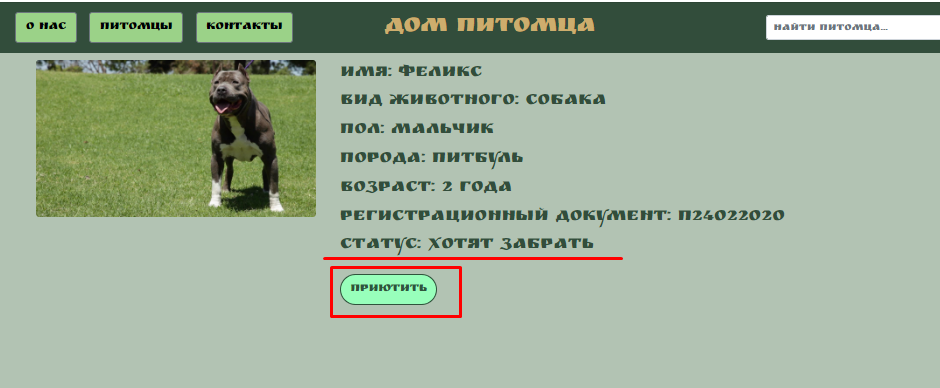 О НАС
ПИТОМЦЫ
КОНТАКТЫ
ДОМ ПИТОМЦА
НАЙТИ ПИТОМЦА...
ИМЯ: ФЕЛИКС
ВИД ЖИВОТНОГО: СОБАКА
ПОЛ: МАЛЬЧИК
ПОРОДА: ПИТБУЛЬ
ВОЗРАСТ: 2 ГОДА
РЕГИСТРАЦИОННЫЙ ДОКУМЕНТ: П24022020
СТАТУС: ХОТЯТ ЗАБРАТЬ
ПРИЮТИТЬ